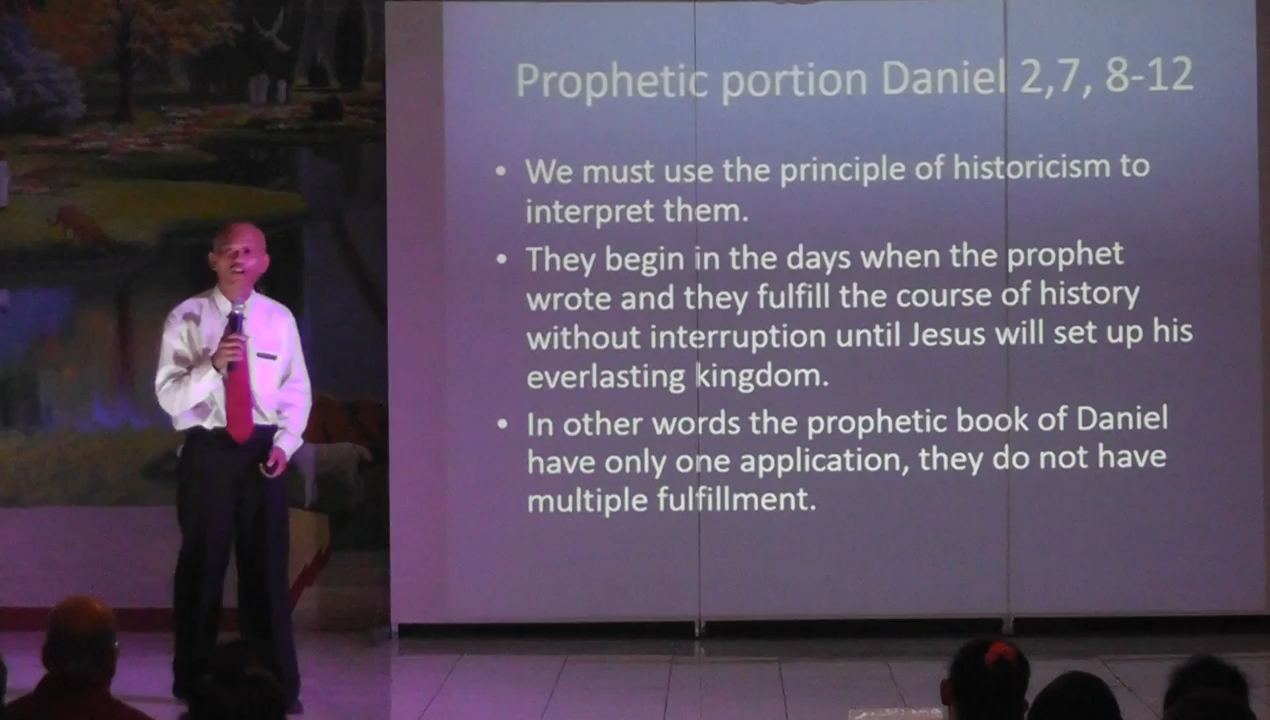 Prophetic portion Daniel 2,7, 8-12
• We must use the principle of historicism to
interpret them.
• They begin in the days when the prophet
wrote and they fulfill the course of history
without interruption until Jesus will set up his
everlasting kingdom.
• In other words the prophetic book of Daniel
have only one application, they do not have
multiple fulfillment.